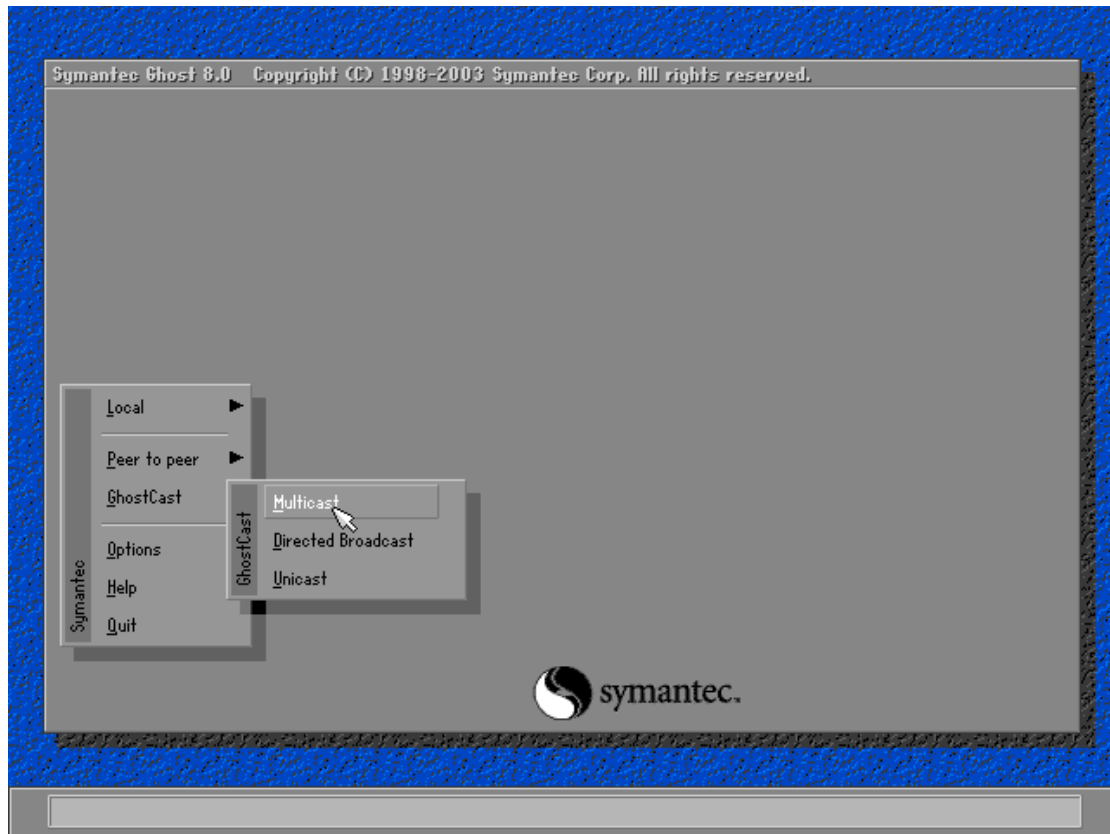 Symantec Ghost 8.0 Copyright (C) 1998-2003 Symantec Corp. All rights reserved.
Local
Peer to peer
GhostCast
Options
Help
Quit
Symantec
Multicast
Directed Broadcast
Unicast
GhostCast
symantec.